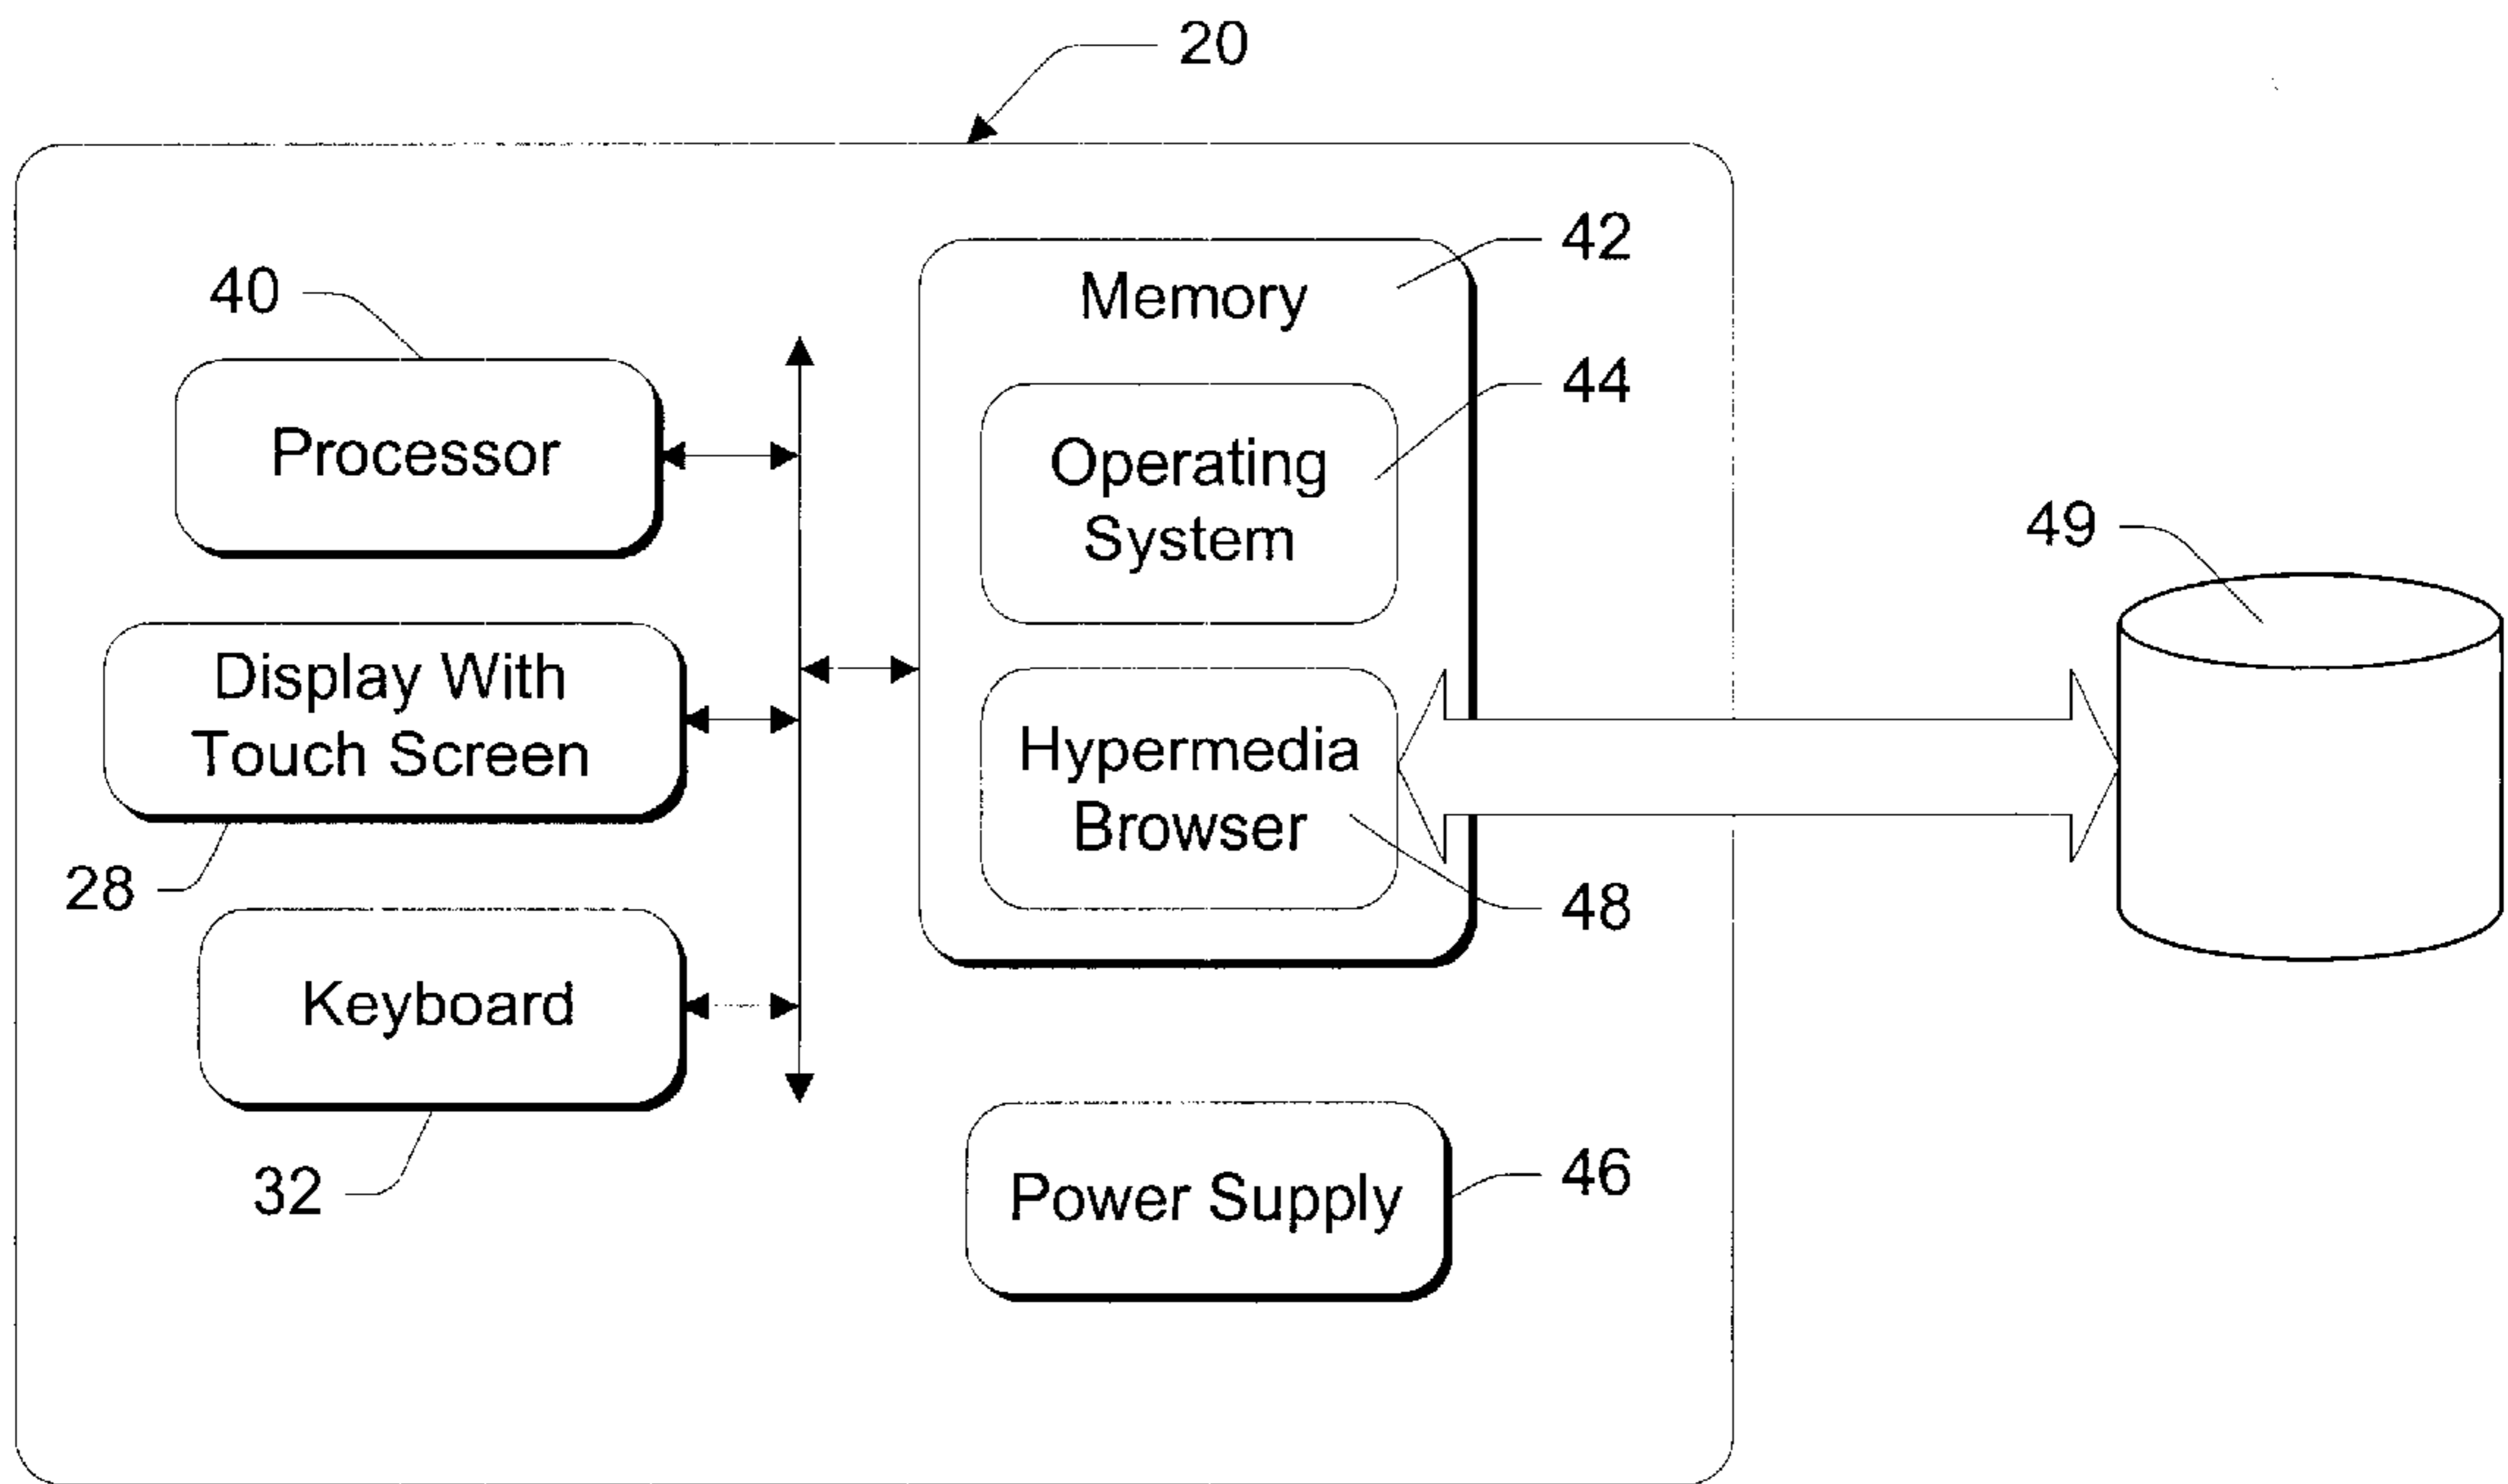 20
42
Memory
40
44
Processor
Operating
System
49
Display With
Touch Screen
Hypermedia
Browser
28
48
Keyboard
32
46
Power Supply